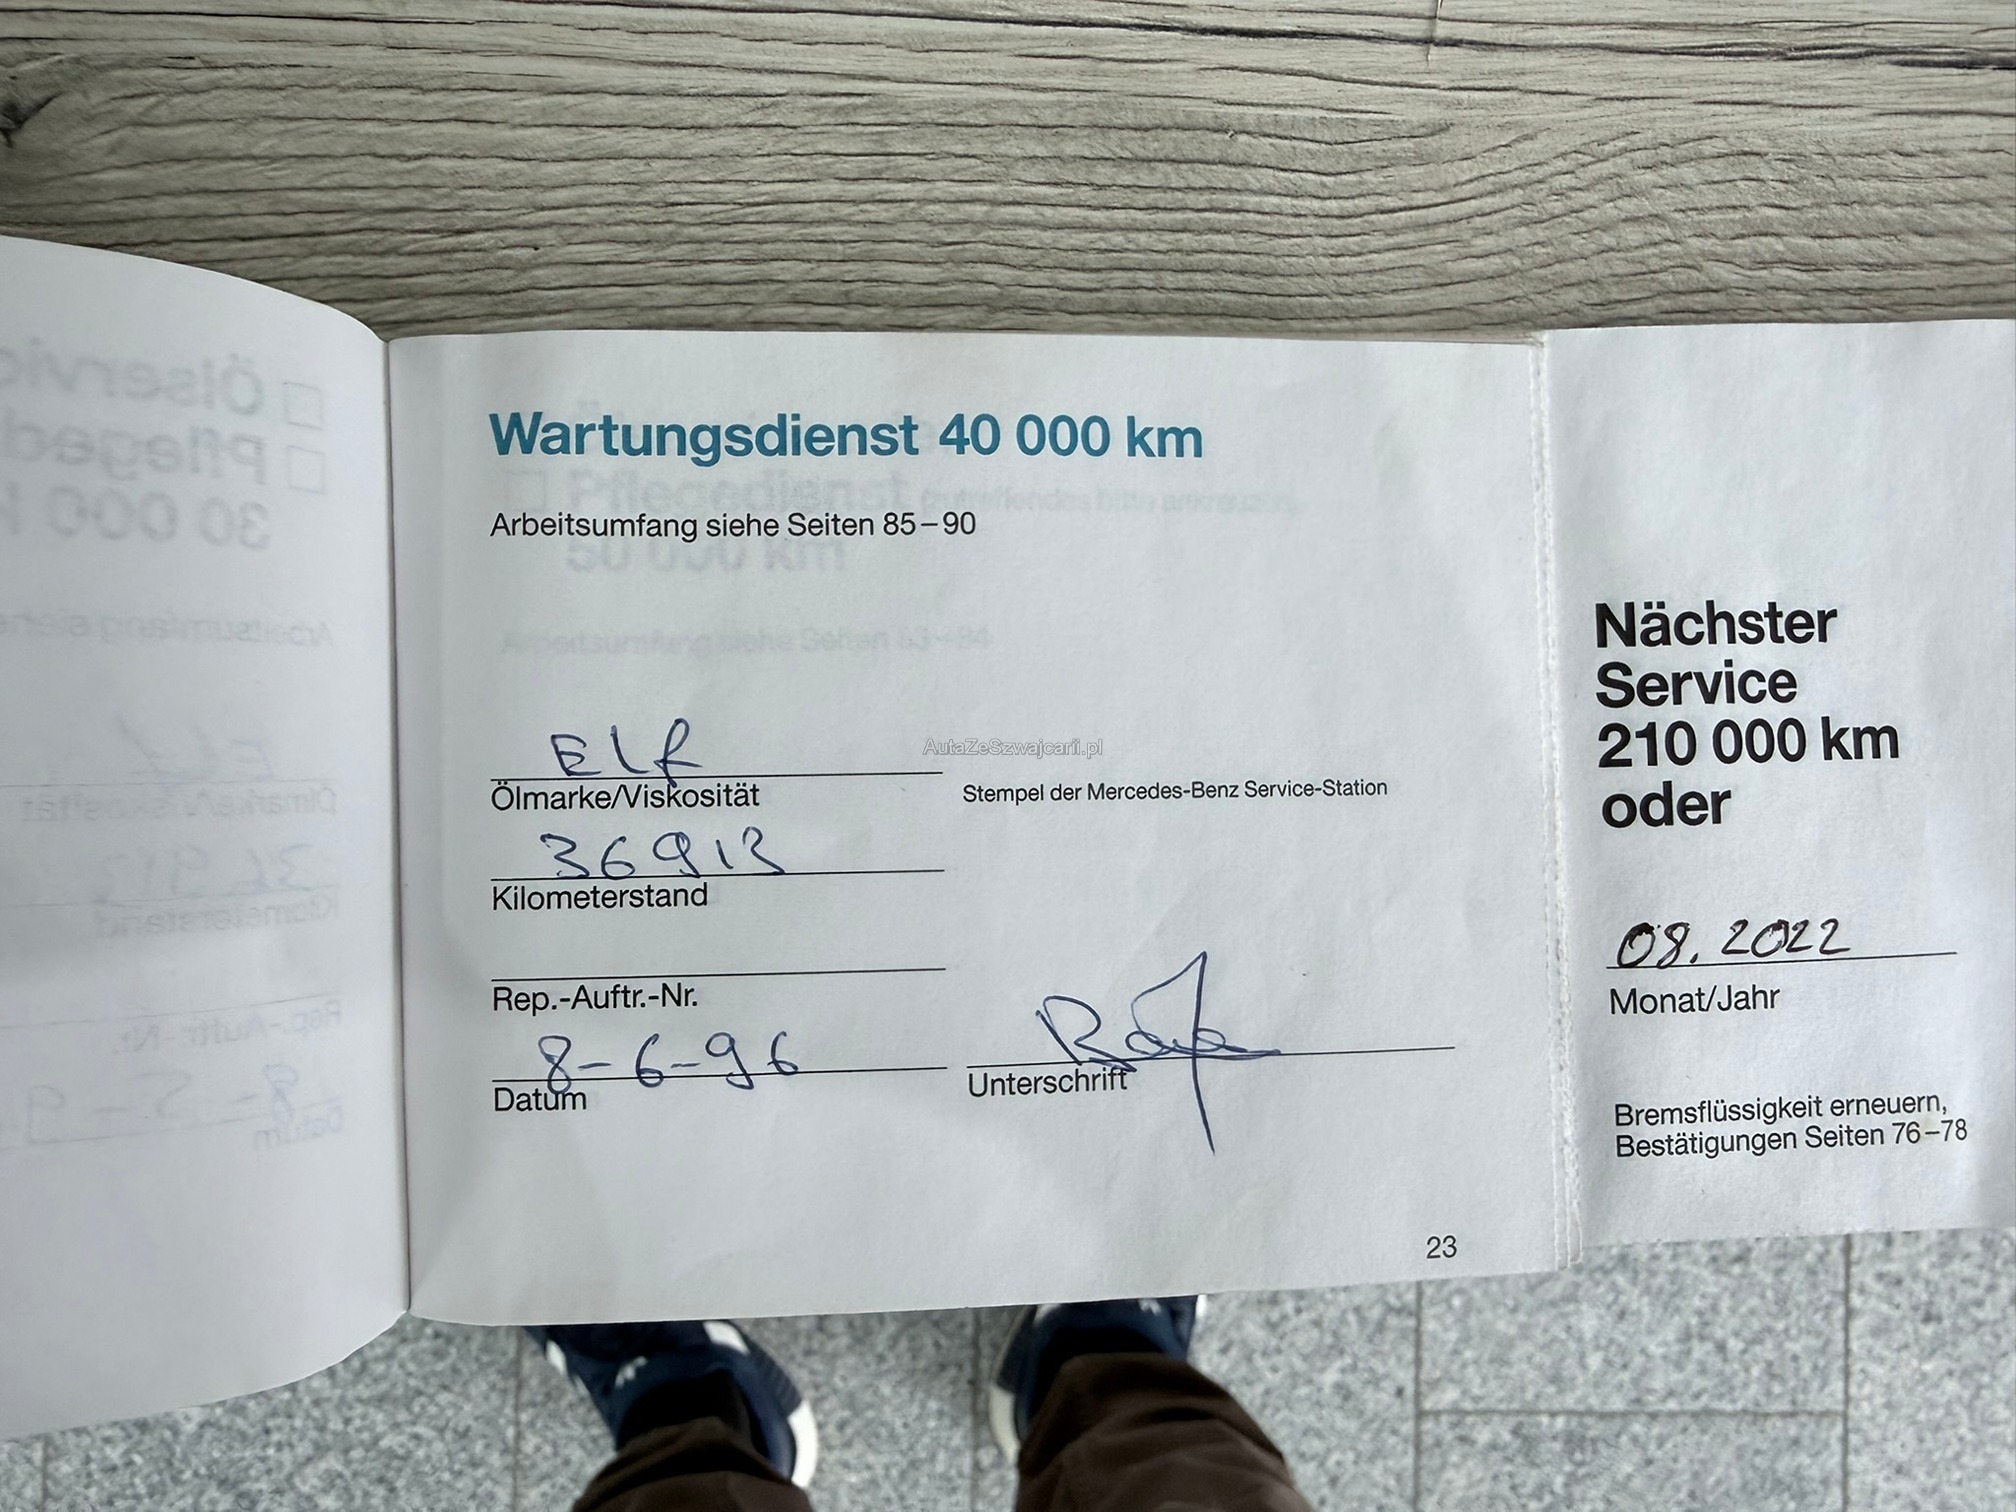 Wartungsdienst 40 000 km
Arbeitsumfang siehe Seiten 85–90
ELF
Ölmarke/Viskosität
AutaZeSzwajcarii.pl
Stempel der Mercedes-Benz Service-Station
36913
Kilometerstand
Rep.-Auftr.-Nr.
8-6-96
Datum
Unterschrift
23
Nächster
Service
210 000 km
oder
08.2022
Monat/Jahr
Bremsflüssigkeit erneuern,
Bestätigungen Seiten 76–78